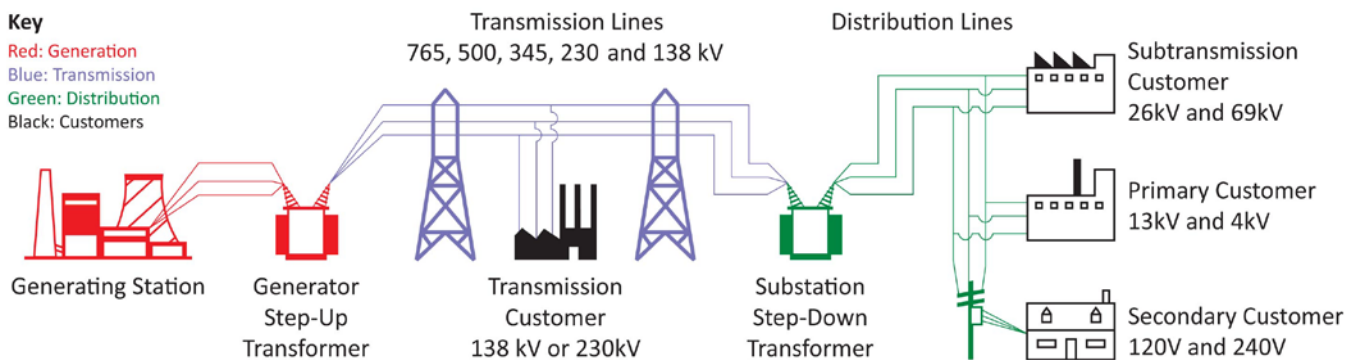 Key
Red: Generation
Blue: Transmission
Green: Distribution
Black: Customers
Transmission Lines
765, 500, 345, 230 and 138 kV
Distribution Lines
Subtransmission
Customer
26kV and 69kV
Primary Customer
13kV and 4kV
Secondary Customer
120V and 240V
Generating Station
Generator
Step-Up
Transformer
Transmission
Customer
138 kV or 230kV
Substation
Step-Down
Transformer